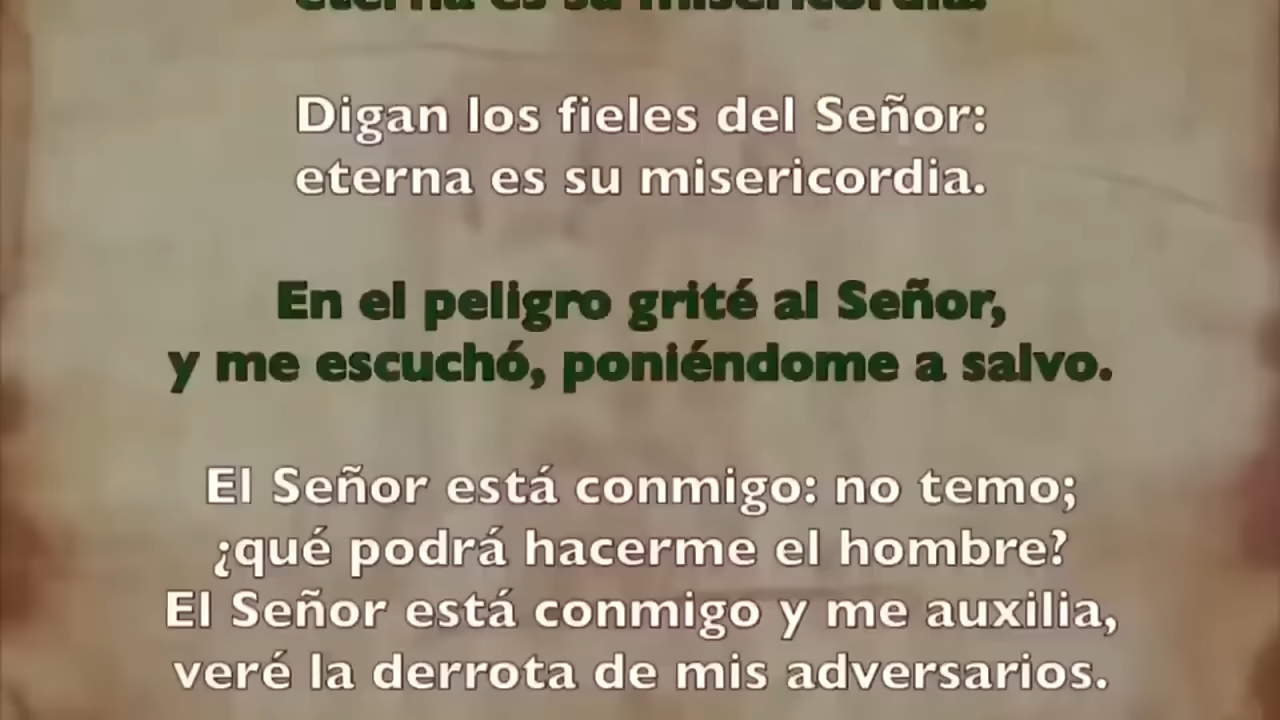 eterna es su misericordia.
Digan los fieles del Señor:
eterna es su misericordia.
En el peligro grité al Señor,
y me escuchó, poniéndome a salvo.
El Señor está conmigo: no temo;
¿qué podrá hacerme el hombre?
El Señor está conmigo y me auxilia,
veré la derrota de mis adversarios.